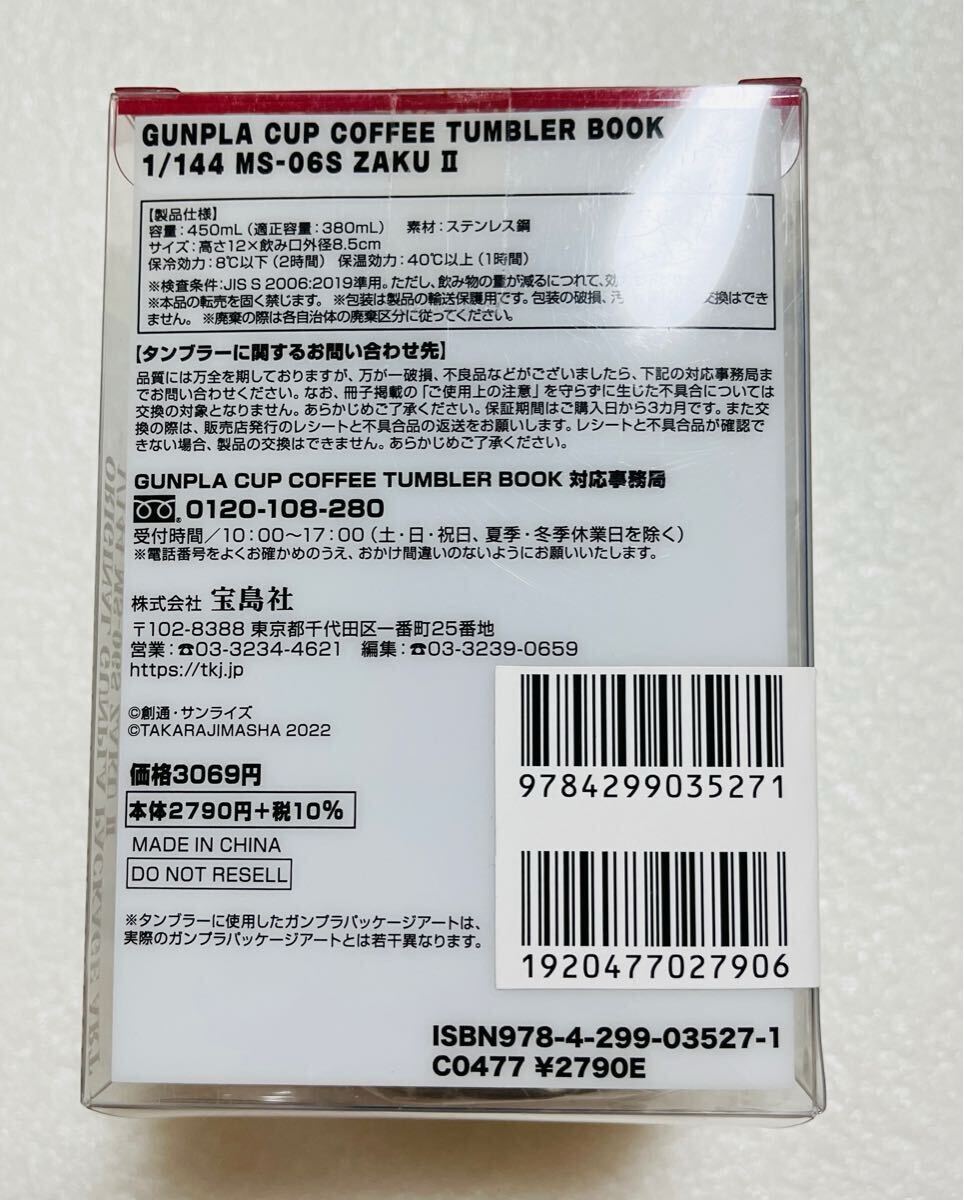 GUNPLA CUP COFFEE TUMBLER BOOK
1/144 MS-06S ZAKU Ⅱ
【製品仕様】
容量：450mL（適正容量：380mL） 素材：ステンレス鋼
サイズ：高さ12×飲み口外径8.5cm
保冷効力：8℃以下（2時間） 保温効力：40℃以上（1時間）
※検査条件：JIS S 2006：2019準用。ただし、飲み物の量が減るにつれて、効
※本品の転売を固く禁じます。 ※包装は製品の輸送保護用です。包装の破損、汚 交換はでき
ません。 ※廃棄の際は各自治体の廃棄区分に従ってください。
【タンブラーに関するお問い合わせ先】
品質には万全を期しておりますが、万が一破損、不良品などがございましたら、下記の対応事務局ま
でお問い合わせください。なお、冊子掲載の「ご使用上の注意」を守らずに生じた不具合については
交換の対象となりません。あらかじめご了承ください。保証期間はご購入日から3カ月です。また交
換の際は、販売店発行のレシートと不具合品の返送をお願いします。レシートと不具合品が確認で
きない場合、製品の交換はできません。あらかじめご了承ください。
GUNPLA CUP COFFEE TUMBLER BOOK 対応事務局
0120-108-280
受付時間／10：00〜17：00（土・日・祝日、夏季・冬季休業日を除く）
※電話番号をよくお確かめのうえ、おかけ間違いのないようにお願いいたします。
株式会社 宝島社
〒102-8388 東京都千代田区一番町25番地
営業：☎03-3234-4621 編集：☎03-3239-0659
https://tkj.jp
©創通・サンライズ
©TAKARAJIMASHA 2022
価格3069円
本体2790円+税10%
MADE IN CHINA
DO NOT RESELL
※タンブラーに使用したガンプラパッケージアートは、
実際のガンプラパッケージアートとは若干異なります。
9784299035271
1920477027906
ISBN978-4-299-03527-1
C0477 ¥2790E
1/144 MS-06S ZAKU Ⅱ
ORIGINAL GUNPLA PACKAGE ART